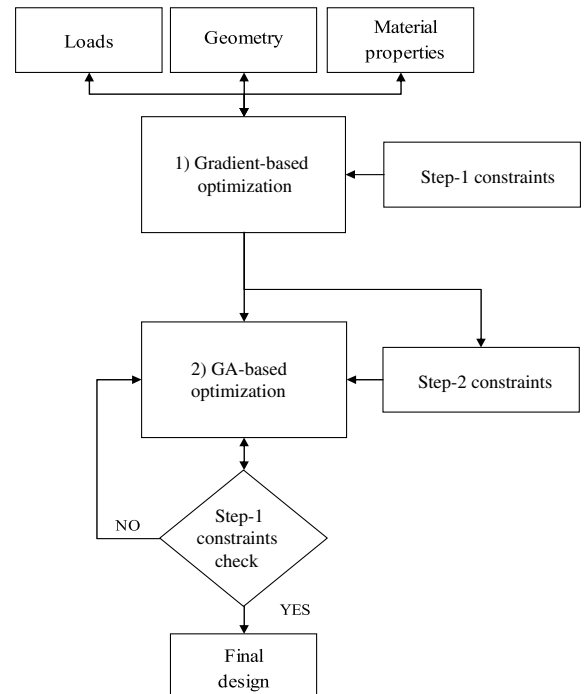 Loads
Geometry
Material
properties
1) Gradient-based
optimization
Step-1 constraints
2) GA-based
optimization
Step-2 constraints
Step-1
constraints
check
NO
YES
Final
design